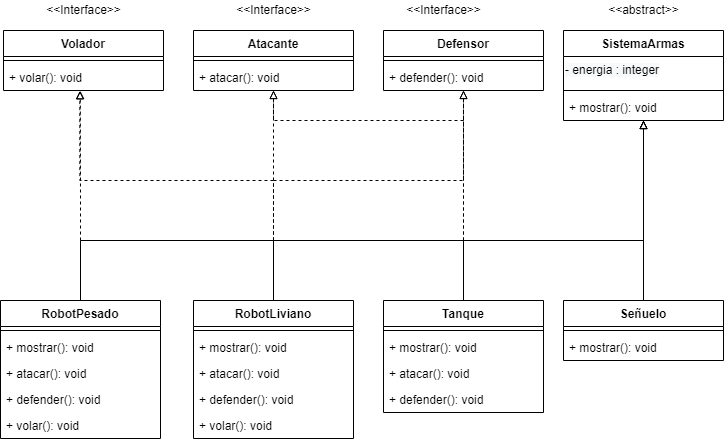 <<Interface>>
Volador
+ volar(): void
<<Interface>>
Atacante
+ atacar(): void
<<Interface>>
Defensor
+ defender(): void
<<abstract>>
SistemaArmas
- energia : integer
+ mostrar(): void
RobotPesado
+ mostrar(): void
+ atacar(): void
+ defender(): void
+ volar(): void
RobotLiviano
+ mostrar(): void
+ atacar(): void
+ defender(): void
+ volar(): void
Tanque
+ mostrar(): void
+ atacar(): void
+ defender(): void
Señuelo
+ mostrar(): void